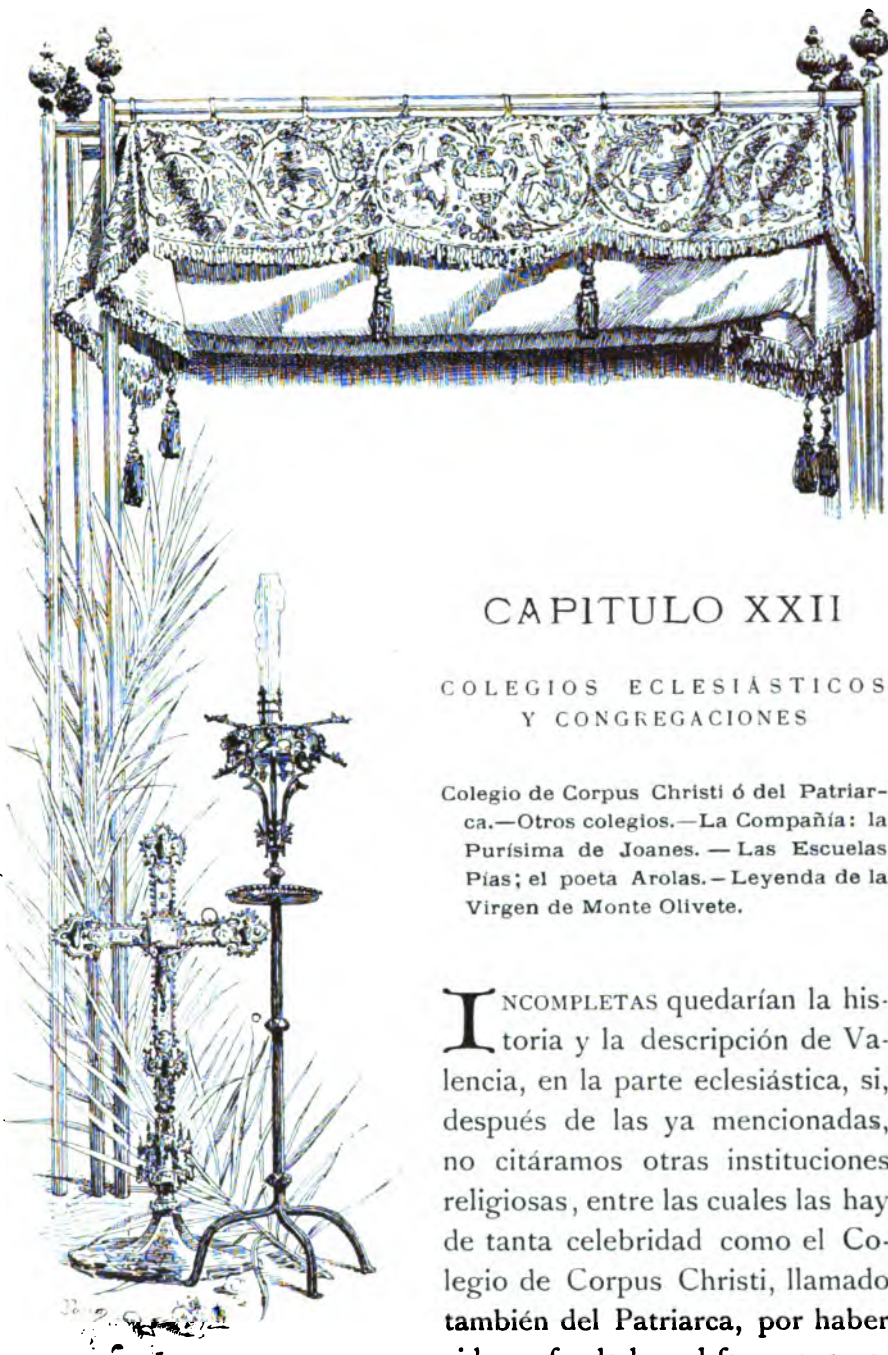 CAPITULO XXII
COLEGIOS ECLESIÁSTICOS
Y CONGREGACIONES
Colegio de Corpus Christi ó del Patriar-
ca.—Otros colegios.—La Compañía: la
Purísima de Joanes. — Las Escuelas
Pías; el poeta Arolas.—Leyenda de la
Virgen de Monte Olivete.
INCOMPLETAS quedarían la his-
toria y la descripción de Va-
lencia, en la parte eclesiástica, si,
después de las ya mencionadas,
no citáramos otras instituciones
religiosas, entre las cuales las hay
de tanta celebridad como el Co-
legio de Corpus Christi, llamado
también del Patriarca, por haber